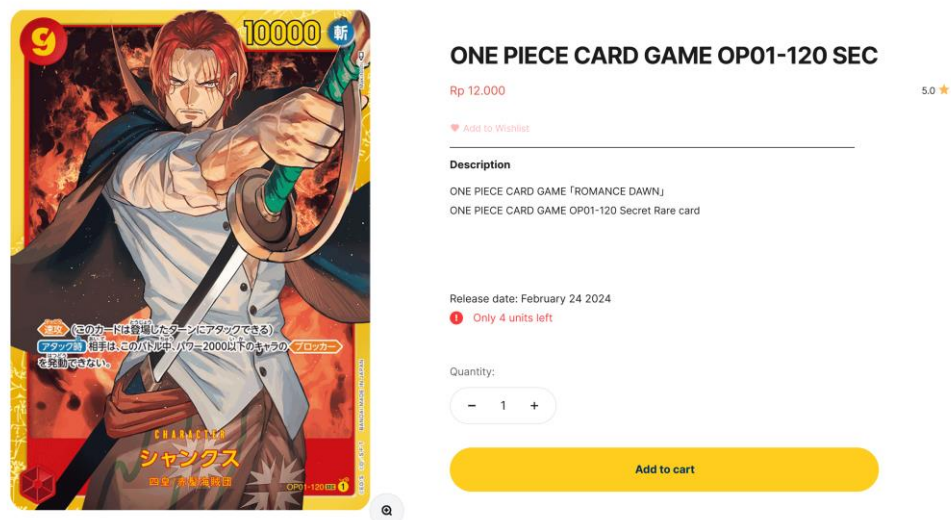 9
10000 斬
速攻 (このカードは登場したターンにアタックできる)
アタック時 相手は、このバトル中、パワー2000以下のキャラの ブロッカー
を発動できない。
CHARACTER
シャンクス
四皇/赤髪海賊団
OP01-120 SEC 1
ONE PIECE CARD GAME OP01-120 SEC
Rp 12.000
5.0
Add to Wishlist
Description
ONE PIECE CARD GAME「ROMANCE DAWN」
ONE PIECE CARD GAME OP01-120 Secret Rare card
Release date: February 24 2024
! Only 4 units left
Quantity:
- 1 +
Add to cart